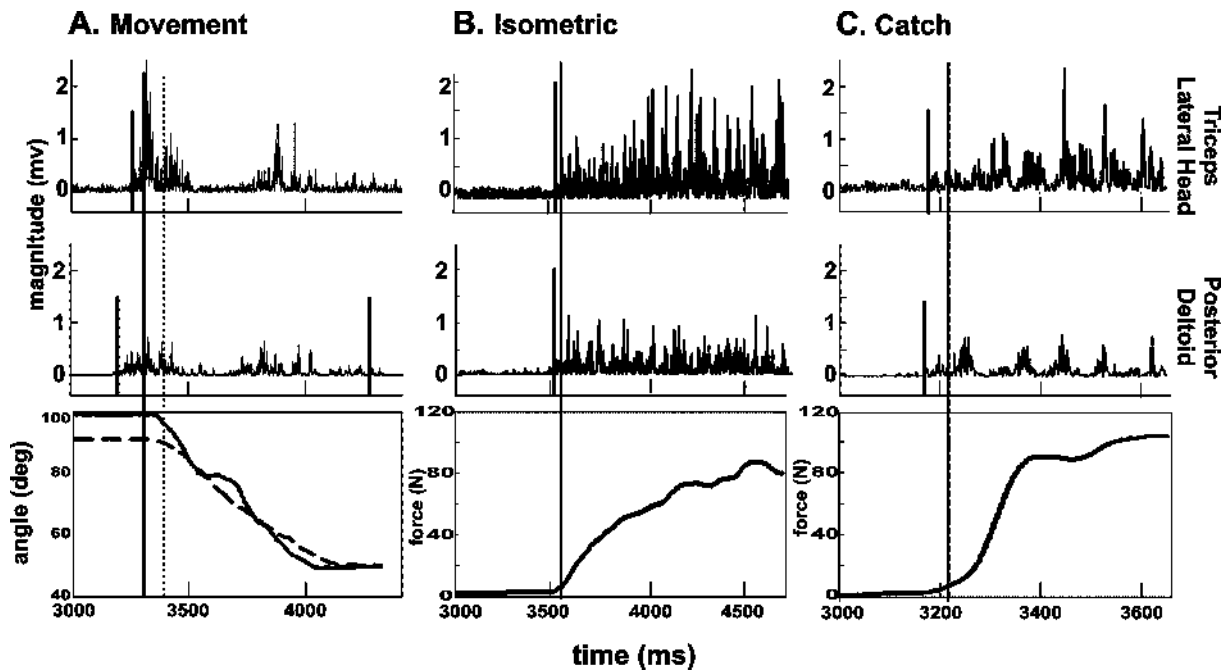 A. Movement
B. Isometric
C. Catch
magnitude (mv)
2
1
0
2
1
0
2
1
0
Triceps
Lateral Head
2
1
0
2
1
0
2
1
0
Posterior
Deltoid
angle (deg)
100
80
60
40
force (N)
120
80
40
0
force (N)
120
80
40
0
3000 3500 4000
3000 3500 4000 4500
3000 3200 3400 3600
time (ms)